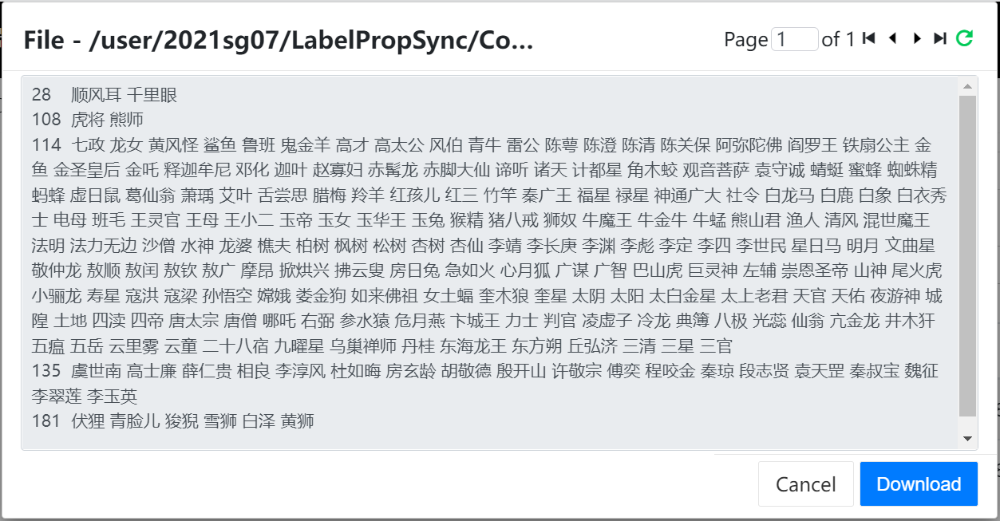 File - /user/2021sg07/LabelPropSync/Co...
Page 1 of 1
28 顺风耳 千里眼
108 虎将 熊师
114 七政 龙女 黄风怪 鲨鱼 鲁班 鬼金羊 高才 高太公 风伯 青牛 雷公 陈萼 陈澄 陈清 陈关保 阿弥陀佛 阎罗王 铁扇公主 金
鱼 金圣皇后 金吒 释迦牟尼 邓化 迦叶 赵寡妇 赤髯龙 赤脚大仙 谛听 诸天 计都星 角木蛟 观音菩萨 袁守诚 蜻蜓 蜜蜂 蜘蛛精
蚂蜂 虚日鼠 葛仙翁 萧瑀 艾叶 舌尝思 腊梅 羚羊 红孩儿 红三 竹竿 秦广王 福星 禄星 神通广大 社令 白龙马 白鹿 白象 白衣秀
士 电母 班毛 王灵官 王母 王小二 玉帝 玉女 玉华王 玉兔 猴精 猪八戒 狮奴 牛魔王 牛金牛 牛蜢 熊山君 渔人 清风 混世魔王
法明 法力无边 沙僧 水神 龙婆 樵夫 柏树 枫树 松树 杏树 杏仙 李靖 李长庚 李渊 李彪 李定 李四 李世民 星日马 明月 文曲星
敬仲龙 敖顺 敖闰 敖钦 敖广 摩昂 掀烘兴 拂云叟 房日兔 急如火 心月狐 广谋 广智 巴山虎 巨灵神 左辅 崇恩圣帝 山神 尾火虎
小骊龙 寿星 寇洪 寇梁 孙悟空 嫦娥 娄金狗 如来佛祖 女土蝠 奎木狼 奎星 太阴 太阳 太白金星 太上老君 天官 天佑 夜游神 城
隍 土地 四渎 四帝 唐太宗 唐僧 哪吒 右弼 参水猿 危月燕 卞城王 力士 判官 凌虚子 冷龙 典簿 八极 光蕊 仙翁 亢金龙 井木犴
五瘟 五岳 云里雾 云童 二十八宿 九曜星 乌巢禅师 丹桂 东海龙王 东方朔 丘弘济 三清 三星 三官
135 虞世南 高士廉 薛仁贵 相良 李淳风 杜如晦 房玄龄 胡敬德 殷开山 许敬宗 傅奕 程咬金 秦琼 段志贤 袁天罡 秦叔宝 魏征
李翠莲 李玉英
181 伏狸 青脸儿 狻猊 雪狮 白泽 黄狮
Cancel Download